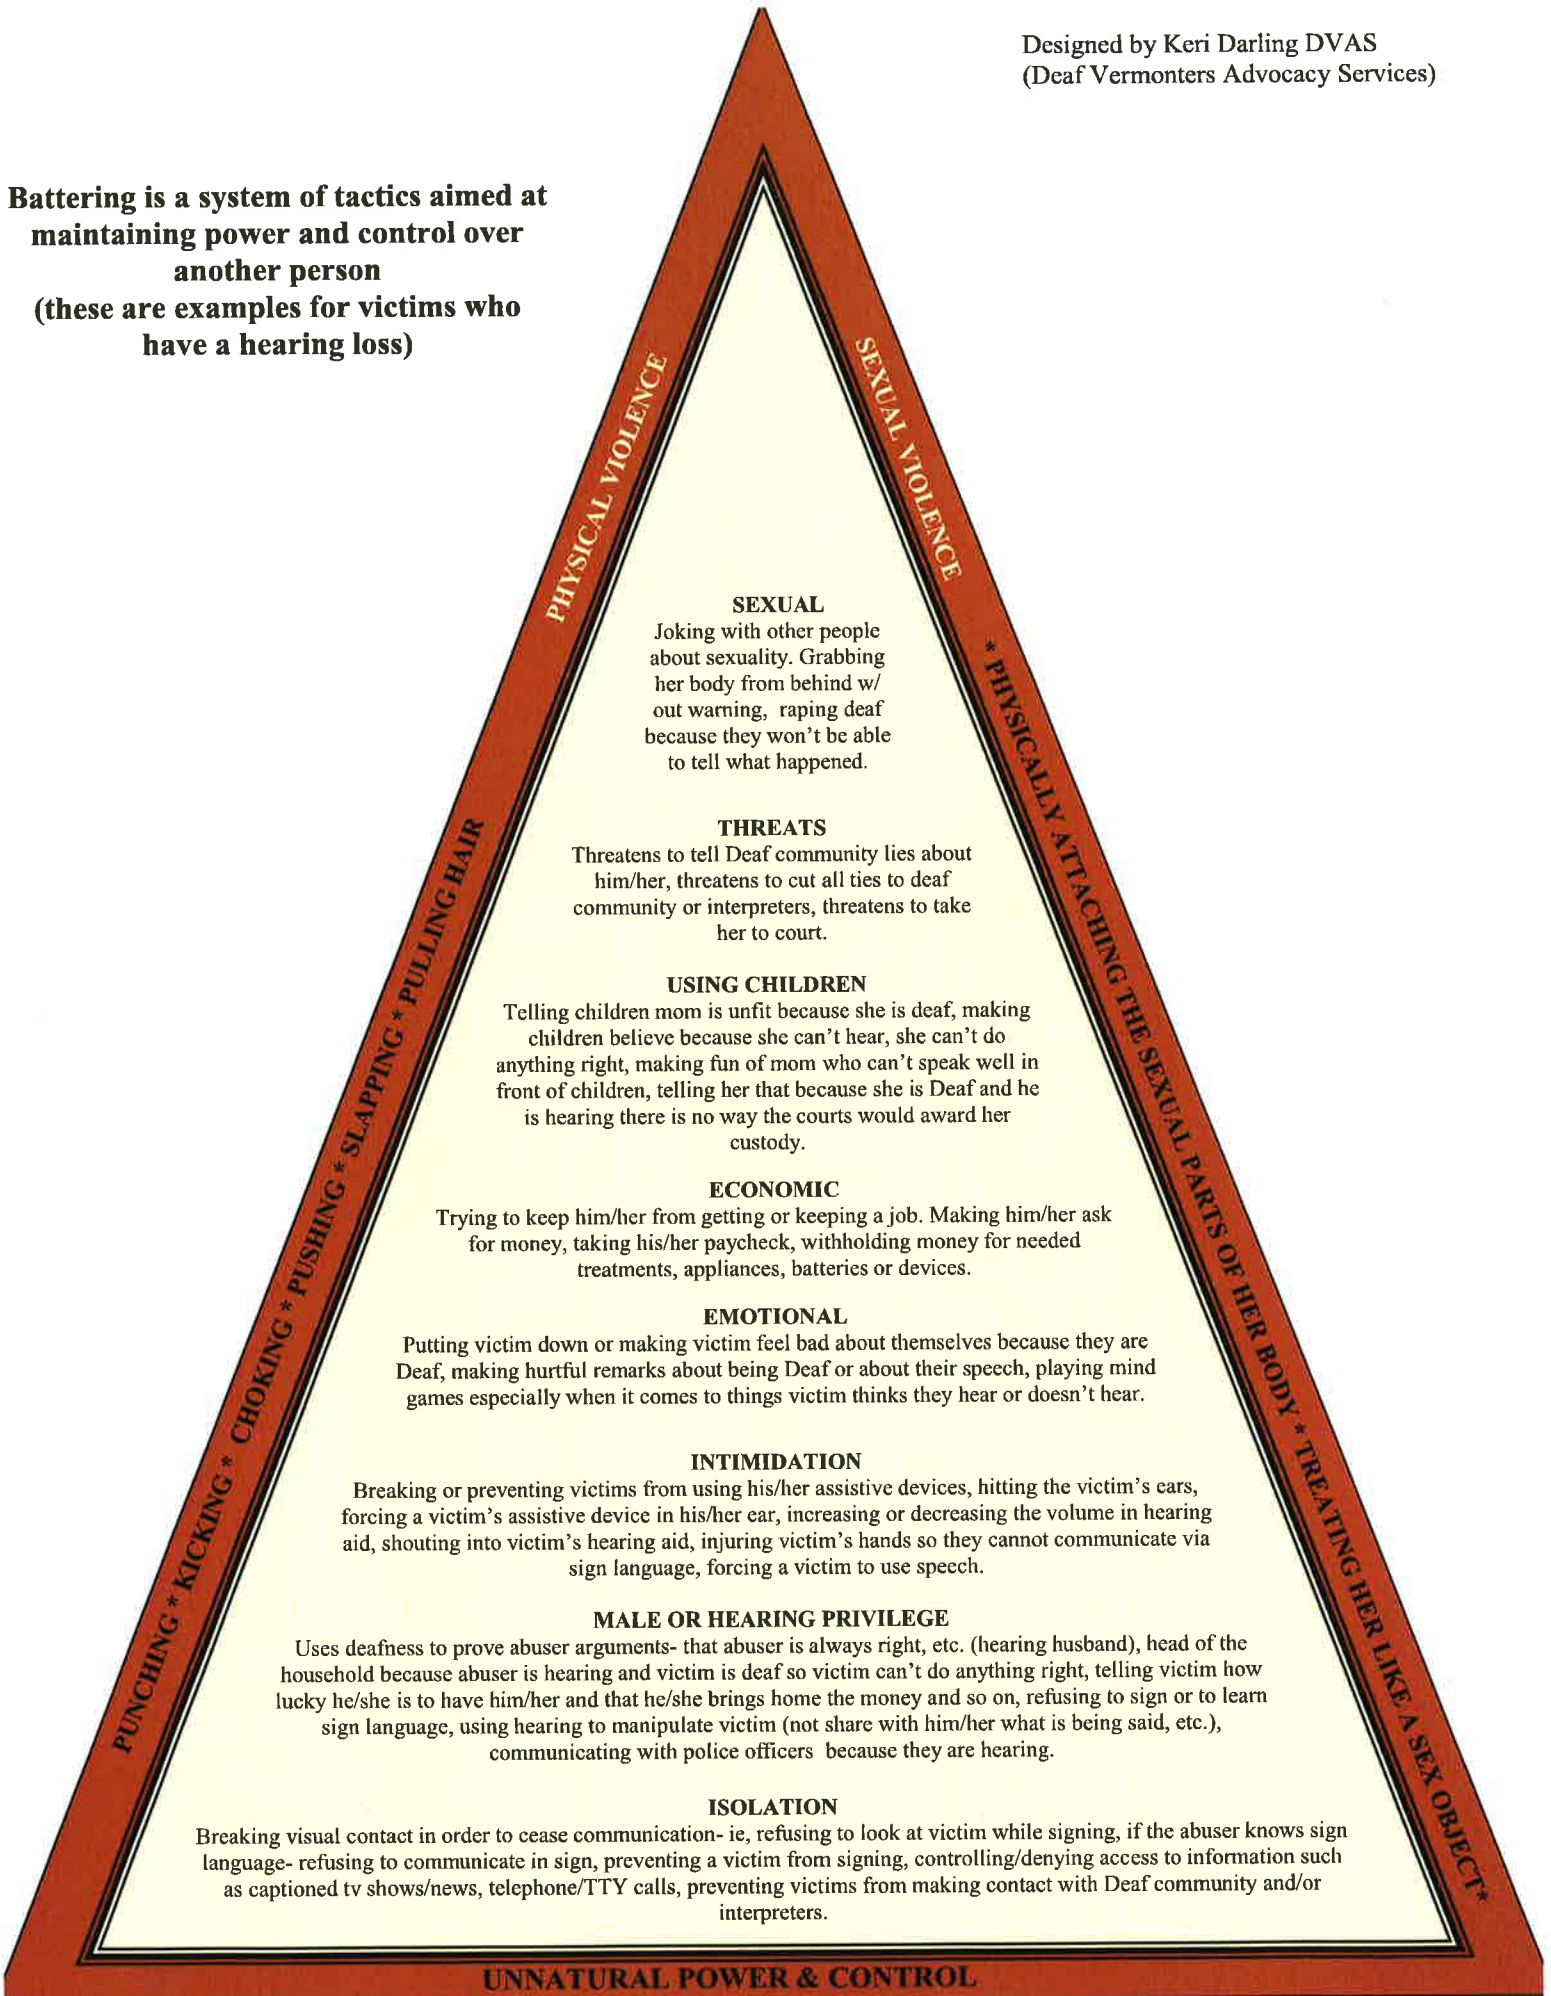 Designed by Keri Darling DVAS
(Deaf Vermonters Advocacy Services)
Battering is a system of tactics aimed at
maintaining power and control over
another person
(these are examples for victims who
have a hearing loss)
PHYSICAL VIOLENCE
SEXUAL VIOLENCE
SEXUAL
Joking with other people
about sexuality. Grabbing
her body from behind w/
out warning, raping deaf
because they won't be able
to tell what happened.
THREATS
Threatens to tell Deaf community lies about
him/her, threatens to cut all ties to deaf
community or interpreters, threatens to take
her to court.
USING CHILDREN
Telling children mom is unfit because she is deaf, making
children believe because she can't hear, she can't do
anything right, making fun of mom who can't speak well in
front of children, telling her that because she is Deaf and he
is hearing there is no way the courts would award her
custody.
ECONOMIC
Trying to keep him/her from getting or keeping a job. Making him/her ask
for money, taking his/her paycheck, withholding money for needed
treatments, appliances, batteries or devices.
EMOTIONAL
Putting victim down or making victim feel bad about themselves because they are
Deaf, making hurtful remarks about being Deaf or about their speech, playing mind
games especially when it comes to things victim thinks they hear or doesn't hear.
INTIMIDATION
Breaking or preventing victims from using his/her assistive devices, hitting the victim's ears,
forcing a victim's assistive device in his/her ear, increasing or decreasing the volume in hearing
aid, shouting into victim's hearing aid, injuring victim's hands so they cannot communicate via
sign language, forcing a victim to use speech.
MALE OR HEARING PRIVILEGE
Uses deafness to prove abuser arguments- that abuser is always right, etc. (hearing husband), head of the
household because abuser is hearing and victim is deaf so victim can't do anything right, telling victim how
lucky he/she is to have him/her and that he/she brings home the money and so on, refusing to sign or to learn
sign language, using hearing to manipulate victim (not share with him/her what is being said, etc.),
communicating with police officers because they are hearing.
ISOLATION
Breaking visual contact in order to cease communication- ie, refusing to look at victim while signing, if the abuser knows sign
language- refusing to communicate in sign, preventing a victim from signing, controlling/denying access to information such
as captioned tv shows/news, telephone/TTY calls, preventing victims from making contact with Deaf community and/or
interpreters.
PUNCHING * KICKING * CHOKING * PUSHING * SLAPPING * PULLING HAIR
* PHYSICALLY ATTACHING THE SEXUAL PARTS OF HER BODY * TREATING HER LIKE A SEX OBJECT*
UNNATURAL POWER & CONTROL